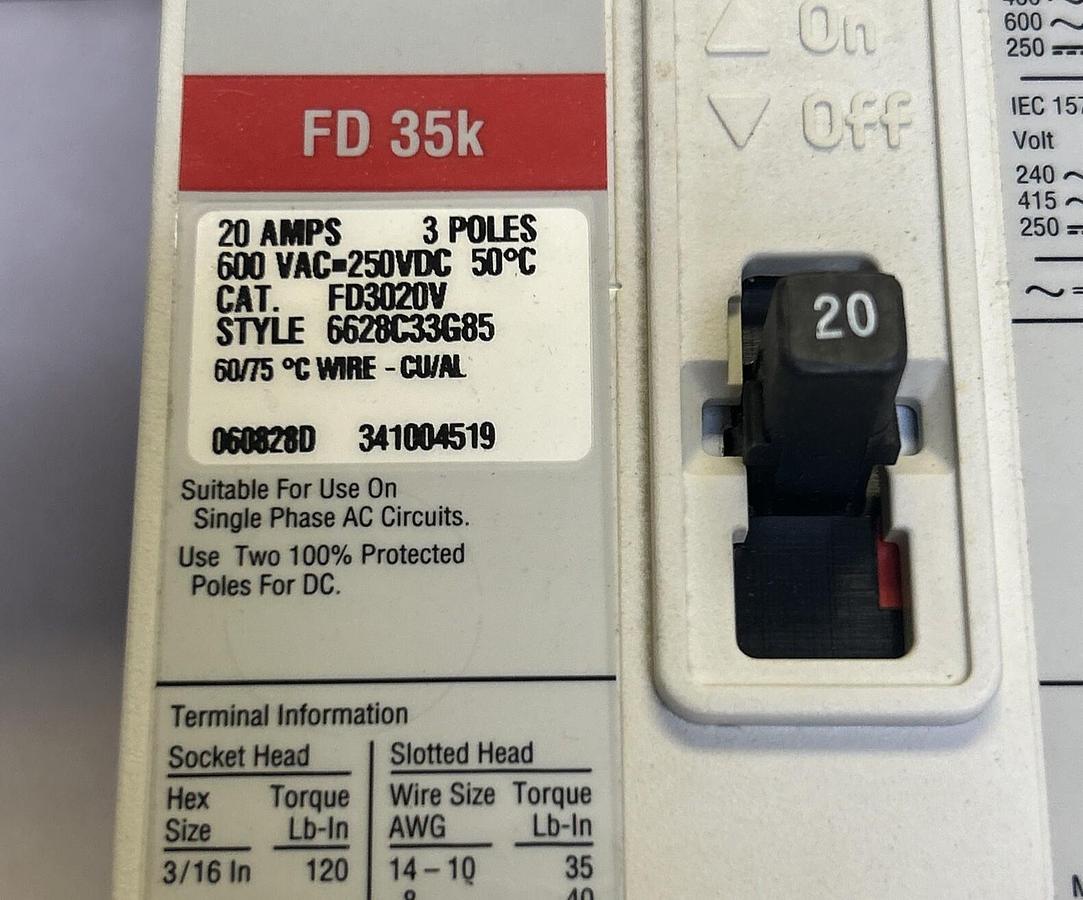 FD 35k
20 AMPS 3 POLES
600 VAC=250VDC 50°C
CAT. FD3020V
STYLE 6628C33G85
60/75 °C WIRE - CU/AL
060828D 341004519
Suitable For Use On
Single Phase AC Circuits.
Use Two 100% Protected
Poles For DC.
Terminal Information
Socket Head
Hex Torque
Size Lb-In
3/16 In 120
Slotted Head
Wire Size Torque
AWG Lb-In
14 – 10 35
8 40
On
Off
20
600 ~
250 ⎓
IEC 157
Volt
240 ~
415 ~
250 ⎓